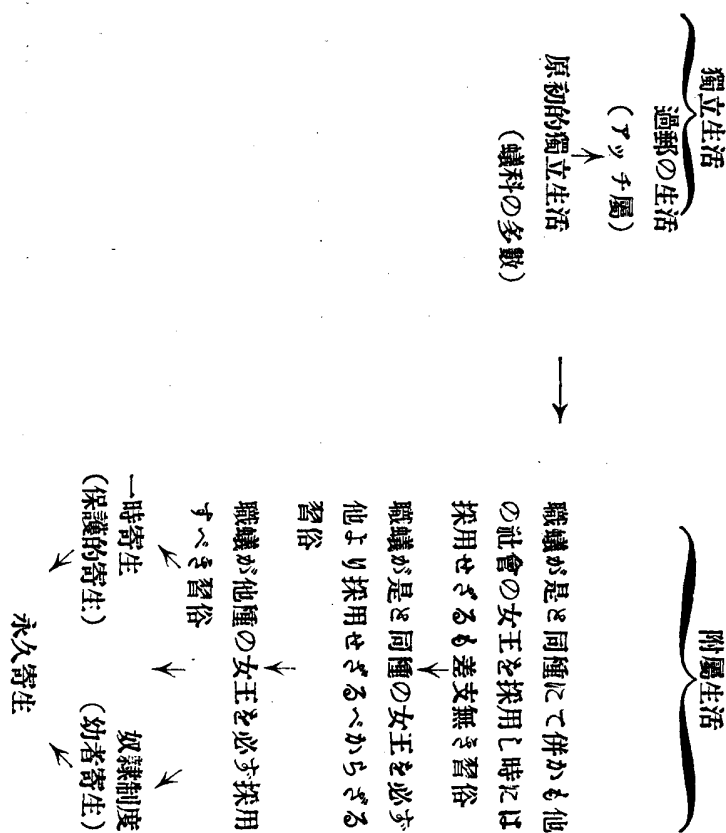 獨立生活
過郵の生活
(アッチ屬)
原初的獨立生活
(蟻科の多數)
附屬生活
職蟻が是と同種にて併かも他
の社會の女王を採用し時には
採用せざるも差支無き習俗
職蟻が是と同種の女王を必ず
他より採用せざるべからざる
習俗
職蟻が他種の女王を必ず採用
すべき習俗
一時寄生
(保護的寄生)
奴隷制度
(幼者寄生)
永久寄生